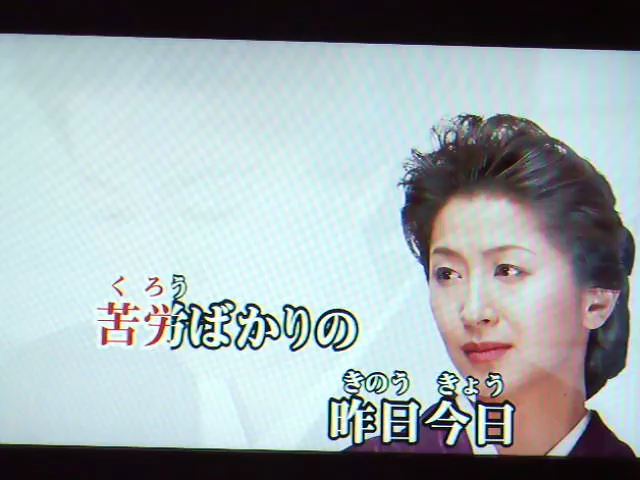 くろう
苦労ばかりの
きのう きょう
昨日今日